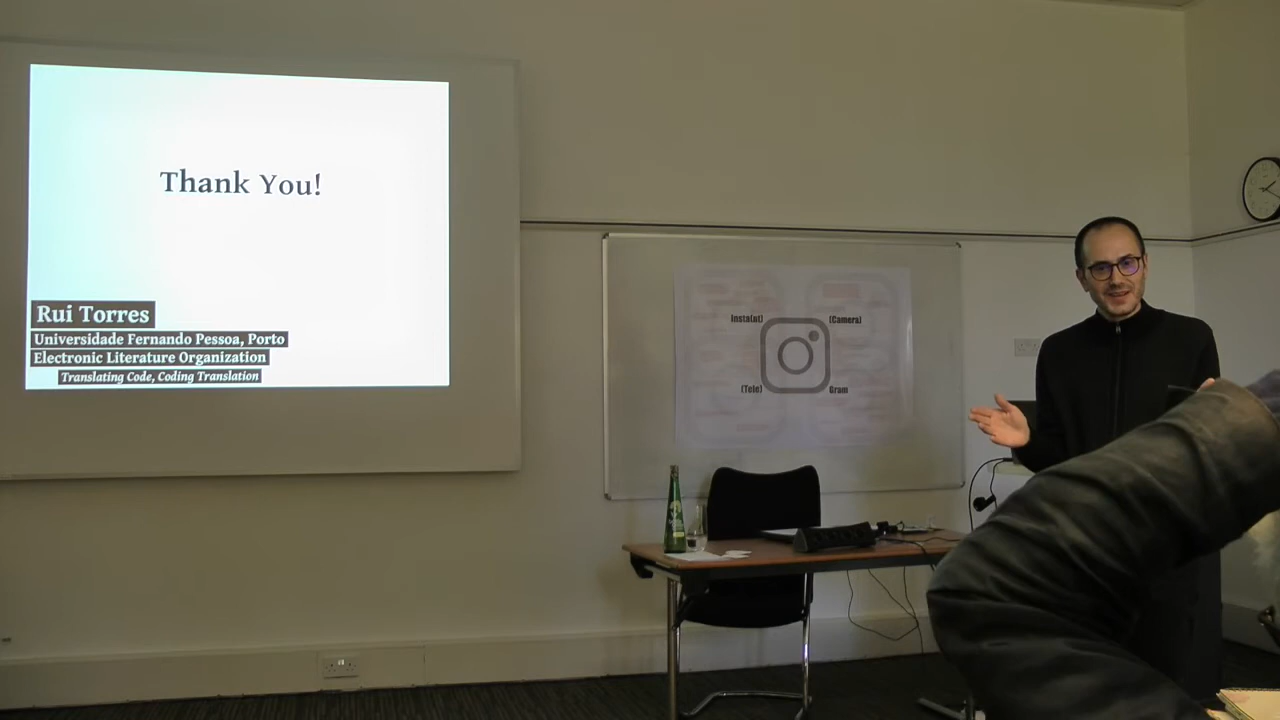 Thank You!
Rui Torres
Universidade Fernando Pessoa, Porto
Electronic Literature Organization
Translating Code, Coding Translation
Insta(nt)
(Camera)
(Tele)
Gram